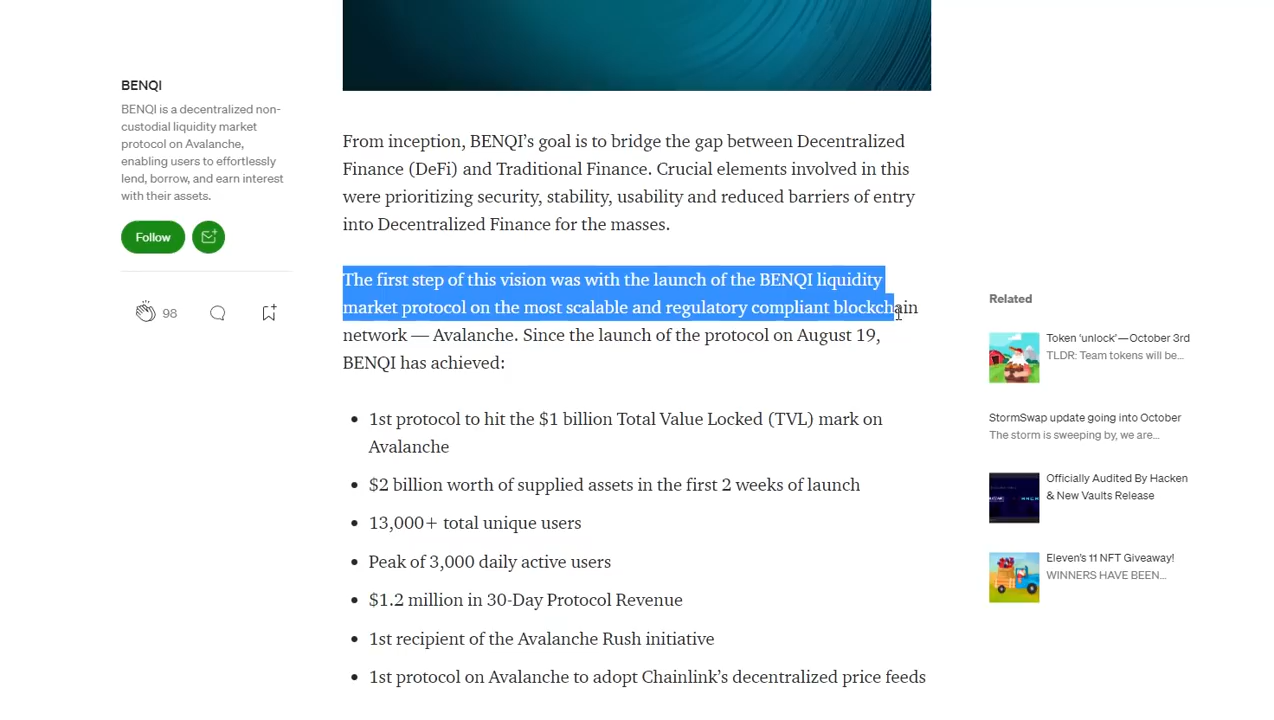 BENQI
BENQI is a decentralized non-
custodial liquidity market
protocol on Avalanche,
enabling users to effortlessly
lend, borrow, and earn interest
with their assets.
Follow
98
From inception, BENQI’s goal is to bridge the gap between Decentralized
Finance (DeFi) and Traditional Finance. Crucial elements involved in this
were prioritizing security, stability, usability and reduced barriers of entry
into Decentralized Finance for the masses.
The first step of this vision was with the launch of the BENQI liquidity
market protocol on the most scalable and regulatory compliant blockchain
network — Avalanche. Since the launch of the protocol on August 19,
BENQI has achieved:
• 1st protocol to hit the $1 billion Total Value Locked (TVL) mark on
Avalanche
• $2 billion worth of supplied assets in the first 2 weeks of launch
• 13,000+ total unique users
• Peak of 3,000 daily active users
• $1.2 million in 30-Day Protocol Revenue
• 1st recipient of the Avalanche Rush initiative
• 1st protocol on Avalanche to adopt Chainlink’s decentralized price feeds
Related
Token ‘unlock’—October 3rd
TLDR: Team tokens will be…
StormSwap update going into October
The storm is sweeping by, we are…
Officially Audited By Hacken
& New Vaults Release
Eleven’s 11 NFT Giveaway!
WINNERS HAVE BEEN…